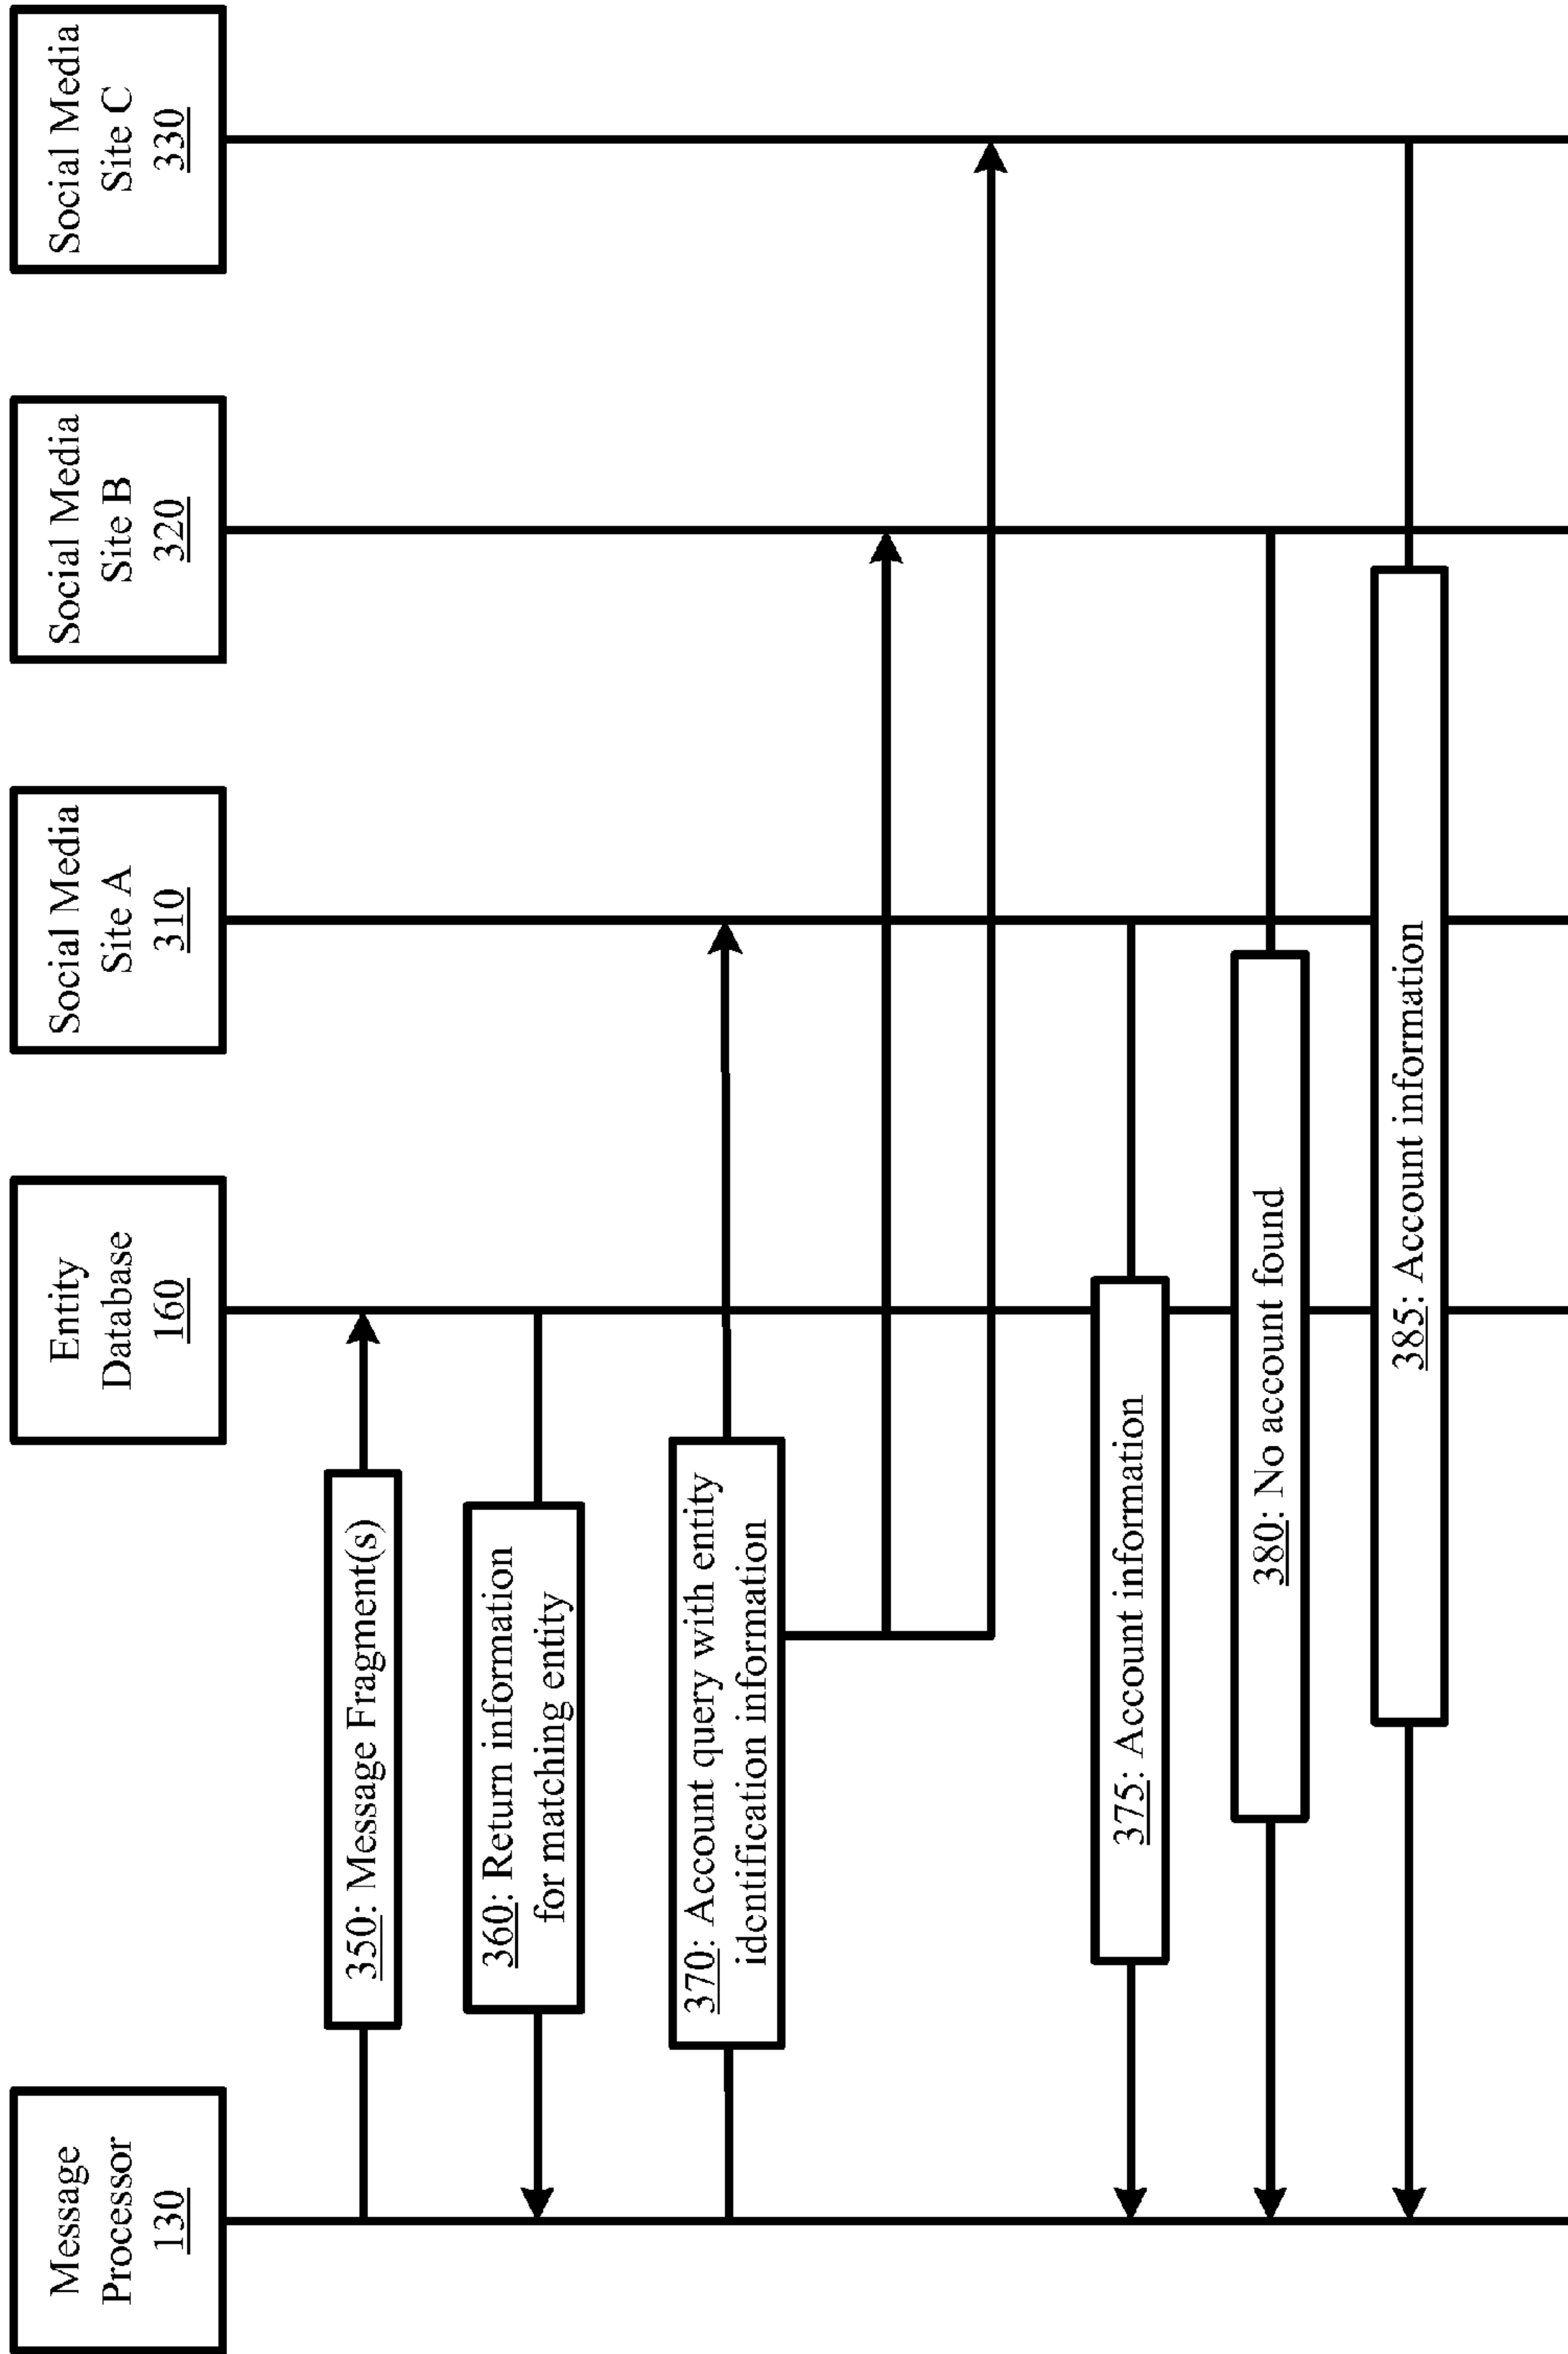 Message
Processor
130
Entity
Database
160
Social Media
Site A
310
Social Media
Site B
320
Social Media
Site C
330
350: Message Fragment(s)
360: Return information
for matching entity
370: Account query with entity
identification information
375: Account information
380: No account found
385: Account information